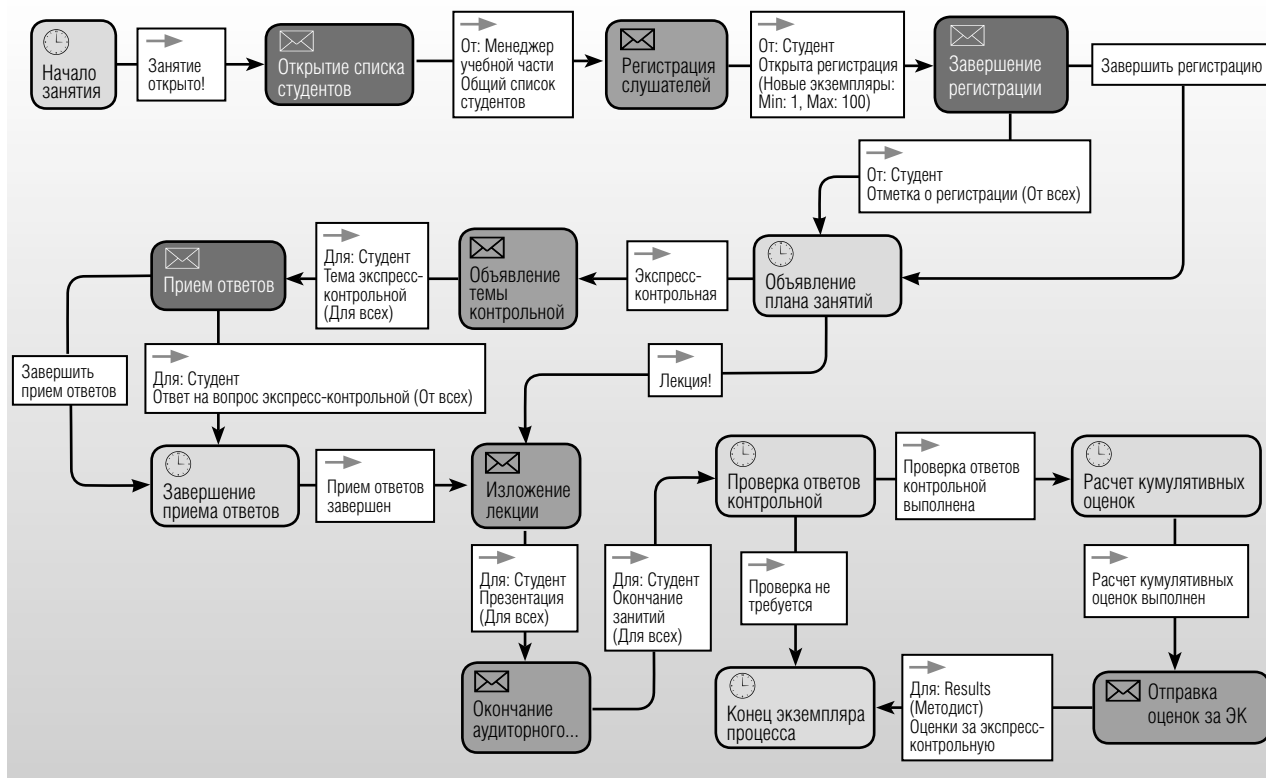 Начало
занятия
Занятие
открыто!
Открытие списка
студентов
От: Менеджер
учебной части
Общий список
студентов
Регистрация
слушателей
От: Студент
Открыта регистрация
(Новые экземпляры:
Min: 1, Max: 100)
Завершение
регистрации
Завершить регистрацию
От: Студент
Отметка о регистрации (От всех)
Прием ответов
Для: Студент
Тема экспресс-
контрольной
(Для всех)
Объявление
темы
контрольной
Экспресс-
контрольная
Объявление
плана занятий
Завершить
прием ответов
Для: Студент
Ответ на вопрос экспресс-контрольной (От всех)
Лекция!
Завершение
приема ответов
Прием ответов
завершен
Изложение
лекции
Проверка ответов
контрольной
Проверка ответов
контрольной
выполнена
Расчет кумулятивных
оценок
Для: Студент
Презентация
(Для всех)
Для: Студент
Окончание
занитий
(Для всех)
Проверка не
требуется
Расчет кумулятивных
оценок выполнен
Окончание
аудиторного...
Конец экземпляра
процесса
Для: Results
(Методист)
Оценки за экспресс-
контрольную
Отправка
оценок за ЭК